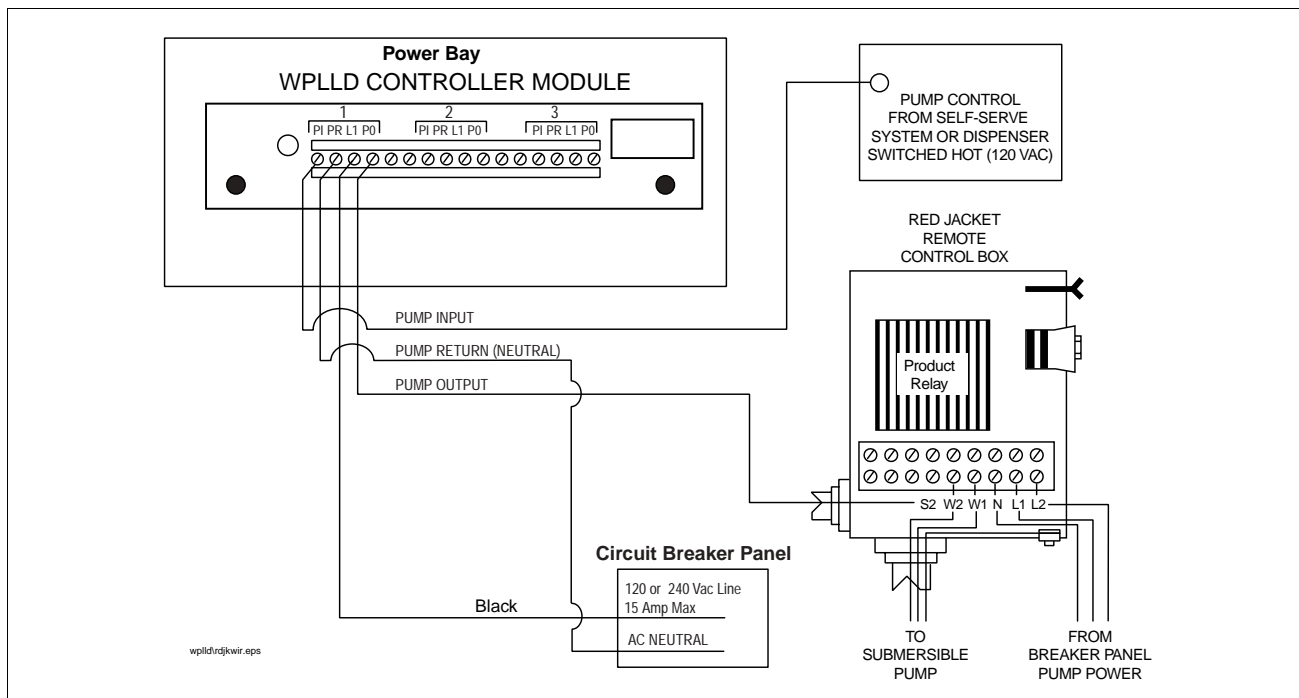 Power Bay
WPLLD CONTROLLER MODULE
1 2 3
PI PR L1 P0 PI PR L1 P0 PI PR L1 P0
PUMP CONTROL
FROM SELF-SERVE
SYSTEM OR DISPENSER
SWITCHED HOT (120 VAC)
RED JACKET
REMOTE
CONTROL BOX
PUMP INPUT
PUMP RETURN (NEUTRAL)
PUMP OUTPUT
Product
Relay
S2 W2 W1 N L1 L2
Circuit Breaker Panel
120 or 240 Vac Line
15 Amp Max
Black
AC NEUTRAL
TO
SUBMERSIBLE
PUMP
FROM
BREAKER PANEL
PUMP POWER
wplld\rdjkwir.eps